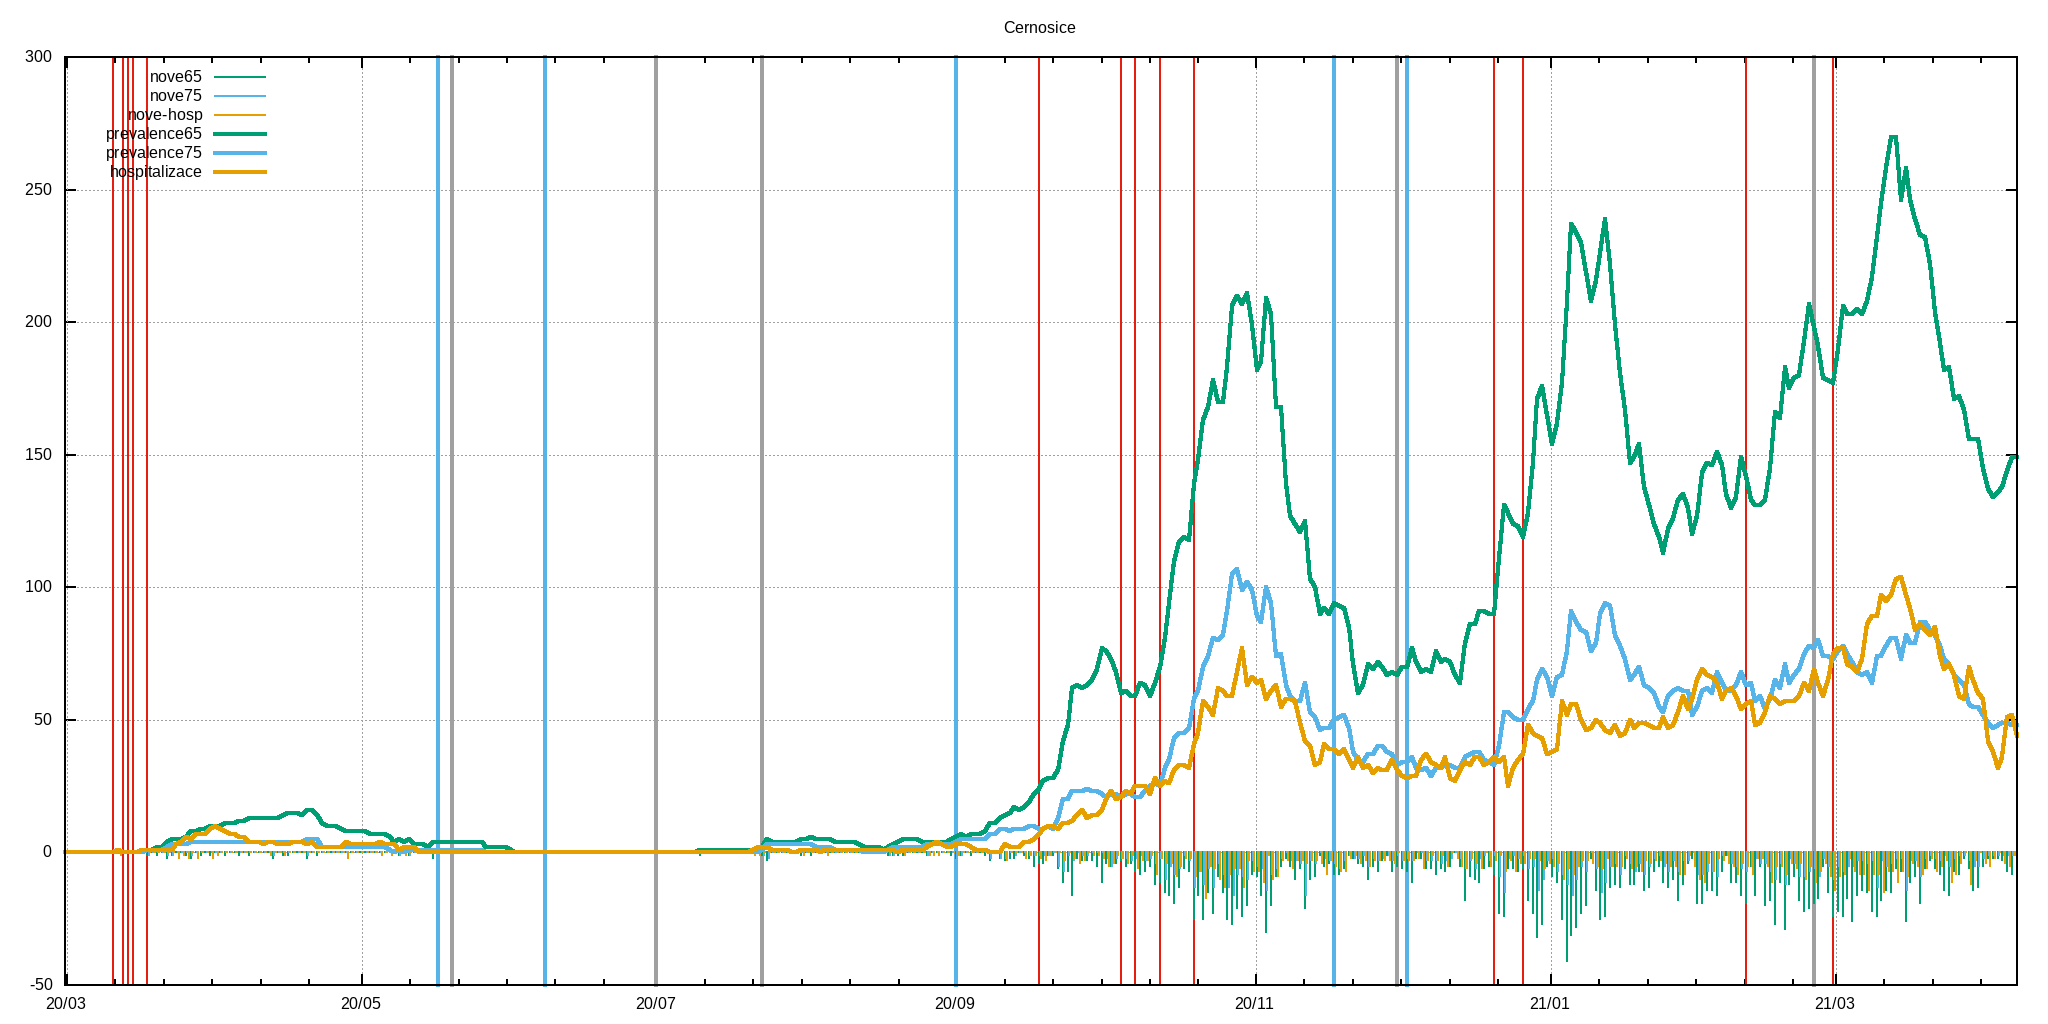 Cernosice
300
250
200
150
100
50
0
-50
nove65
nove75
nove-hosp
prevalence65
prevalence75
hospitalizace
20/03 20/05 20/07 20/09 20/11 21/01 21/03